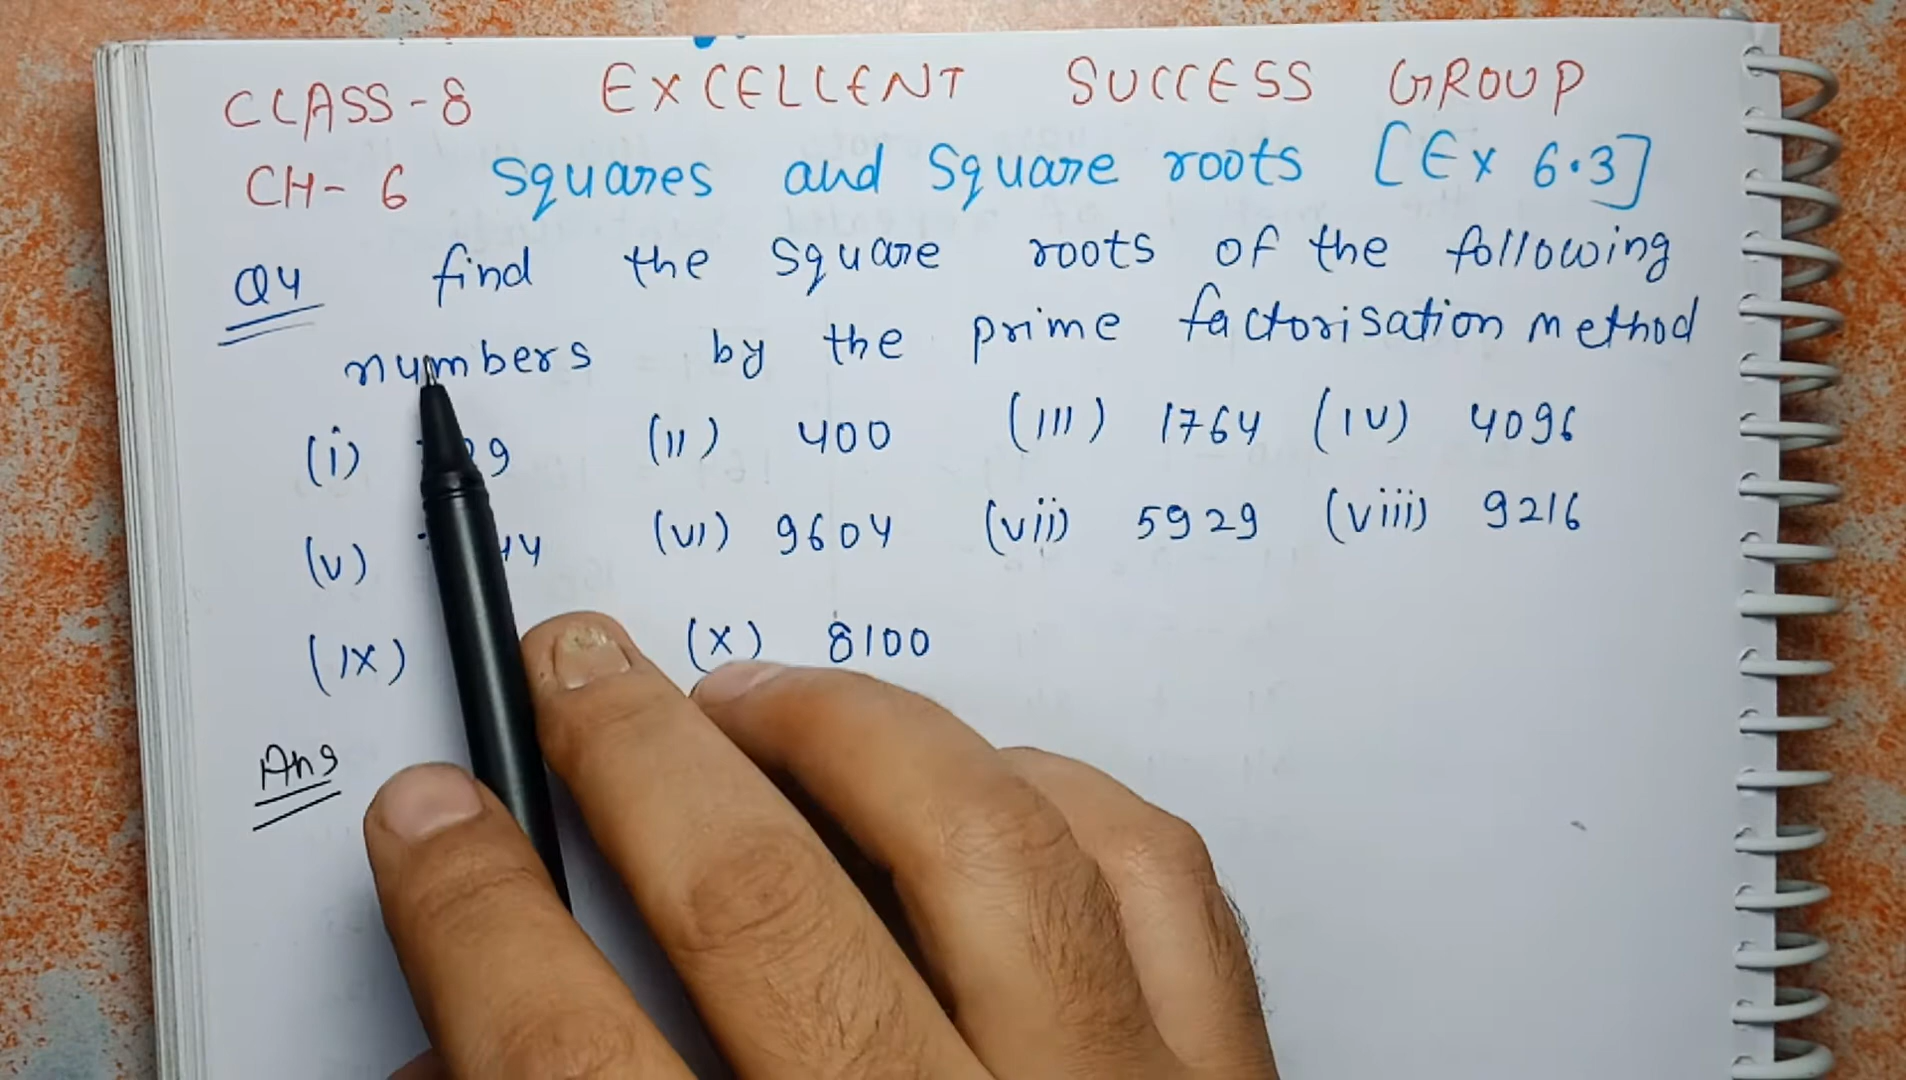 CLASS-8 EXCELLENT SUCCESS GROUP
CH- 6 Squares and Square roots [Ex 6.3]
Q4 find the square roots of the following
numbers by the prime factorisation method
(i) (ii) 400 (iii) 1764 (iv) 4096
(v) (vi) 9604 (vii) 5929 (viii) 9216
(ix) (x) 8100
Ans